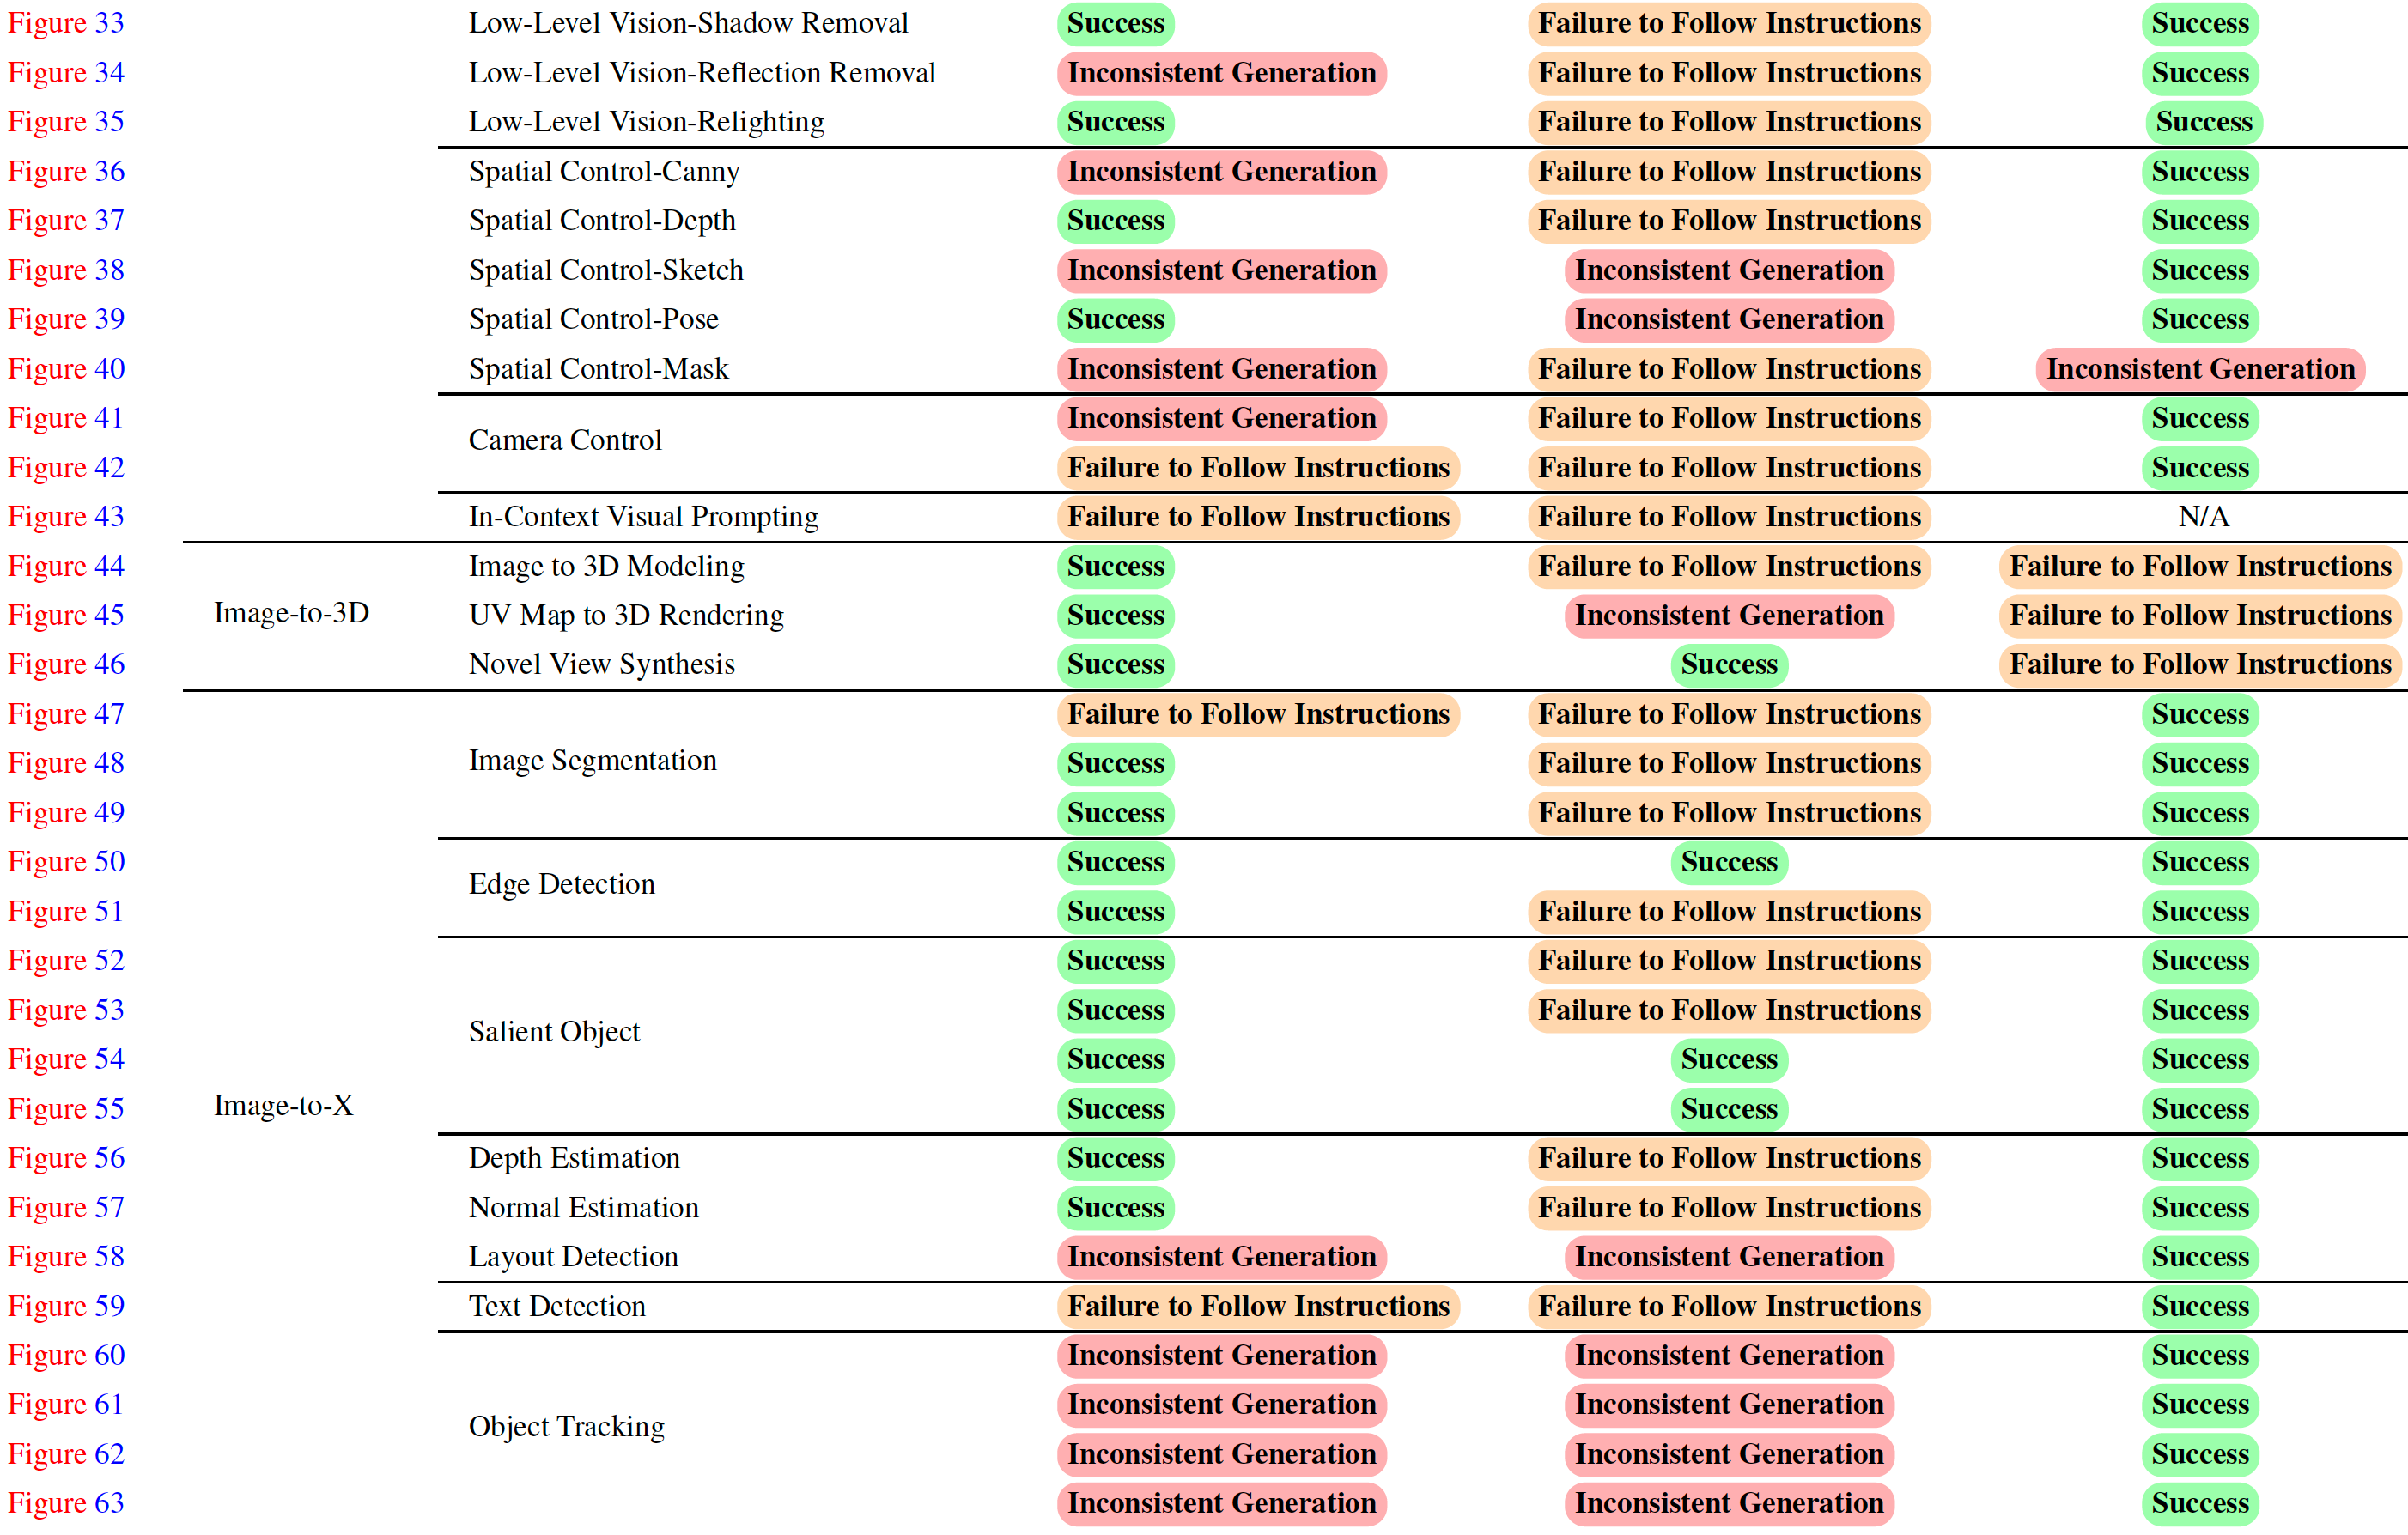 Figure 33 Low-Level Vision-Shadow Removal Success Failure to Follow Instructions Success
Figure 34 Low-Level Vision-Reflection Removal Inconsistent Generation Failure to Follow Instructions Success
Figure 35 Low-Level Vision-Relighting Success Failure to Follow Instructions Success
Figure 36 Spatial Control-Canny Inconsistent Generation Failure to Follow Instructions Success
Figure 37 Spatial Control-Depth Success Failure to Follow Instructions Success
Figure 38 Spatial Control-Sketch Inconsistent Generation Inconsistent Generation Success
Figure 39 Spatial Control-Pose Success Inconsistent Generation Success
Figure 40 Spatial Control-Mask Inconsistent Generation Failure to Follow Instructions Inconsistent Generation
Figure 41 Inconsistent Generation Failure to Follow Instructions Success
Camera Control
Figure 42 Failure to Follow Instructions Failure to Follow Instructions Success
Figure 43 In-Context Visual Prompting Failure to Follow Instructions Failure to Follow Instructions N/A
Figure 44 Image to 3D Modeling Success Failure to Follow Instructions Failure to Follow Instructions
Figure 45 Image-to-3D UV Map to 3D Rendering Success Inconsistent Generation Failure to Follow Instructions
Figure 46 Novel View Synthesis Success Success Failure to Follow Instructions
Figure 47 Failure to Follow Instructions Failure to Follow Instructions Success
Figure 48 Image Segmentation Success Failure to Follow Instructions Success
Figure 49 Success Failure to Follow Instructions Success
Figure 50 Success Success Success
Edge Detection
Figure 51 Success Failure to Follow Instructions Success
Figure 52 Success Failure to Follow Instructions Success
Figure 53 Success Failure to Follow Instructions Success
Salient Object
Figure 54 Success Success Success
Figure 55 Image-to-X Success Success Success
Figure 56 Depth Estimation Success Failure to Follow Instructions Success
Figure 57 Normal Estimation Success Failure to Follow Instructions Success
Figure 58 Layout Detection Inconsistent Generation Inconsistent Generation Success
Figure 59 Text Detection Failure to Follow Instructions Failure to Follow Instructions Success
Figure 60 Inconsistent Generation Inconsistent Generation Success
Figure 61 Inconsistent Generation Inconsistent Generation Success
Object Tracking
Figure 62 Inconsistent Generation Inconsistent Generation Success
Figure 63 Inconsistent Generation Inconsistent Generation Success